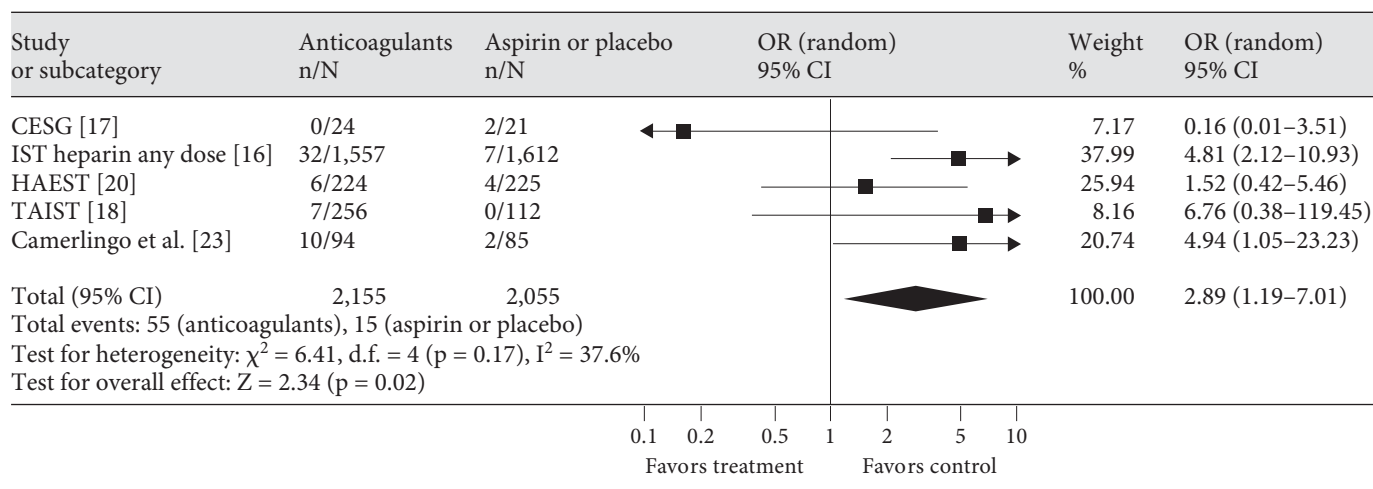 Study or subcategory Anticoagulants n/N Aspirin or placebo n/N OR (random) 95% CI Weight % OR (random) 95% CI
CESG [17] 0/24 2/21 7.17 0.16 (0.01–3.51)
IST heparin any dose [16] 32/1,557 7/1,612 37.99 4.81 (2.12–10.93)
HAEST [20] 6/224 4/225 25.94 1.52 (0.42–5.46)
TAIST [18] 7/256 0/112 8.16 6.76 (0.38–119.45)
Camerlingo et al. [23] 10/94 2/85 20.74 4.94 (1.05–23.23)
Total (95% CI) 2,155 2,055 100.00 2.89 (1.19–7.01)
Total events: 55 (anticoagulants), 15 (aspirin or placebo)
Test for heterogeneity: χ² = 6.41, d.f. = 4 (p = 0.17), I² = 37.6%
Test for overall effect: Z = 2.34 (p = 0.02)
0.1 0.2 0.5 1 2 5 10
Favors treatment Favors control